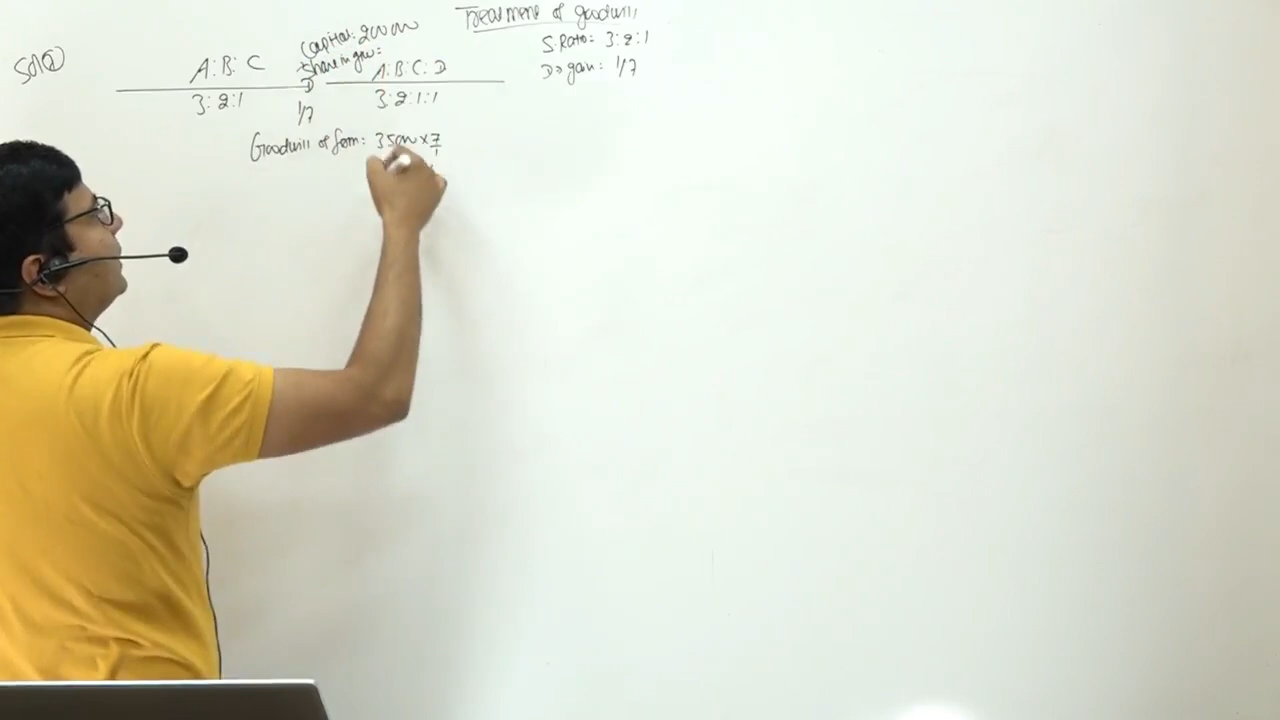 Treatment of goodwill
S. Ratio: 3:2:1
D → gain: 1/7
Sol②
Capital: 200000
Share in g/w:
A:B:C
D
A:B:C:D
3:2:1
1/7
3:2:1:1
Goodwill of firm: 35000 × 7/1